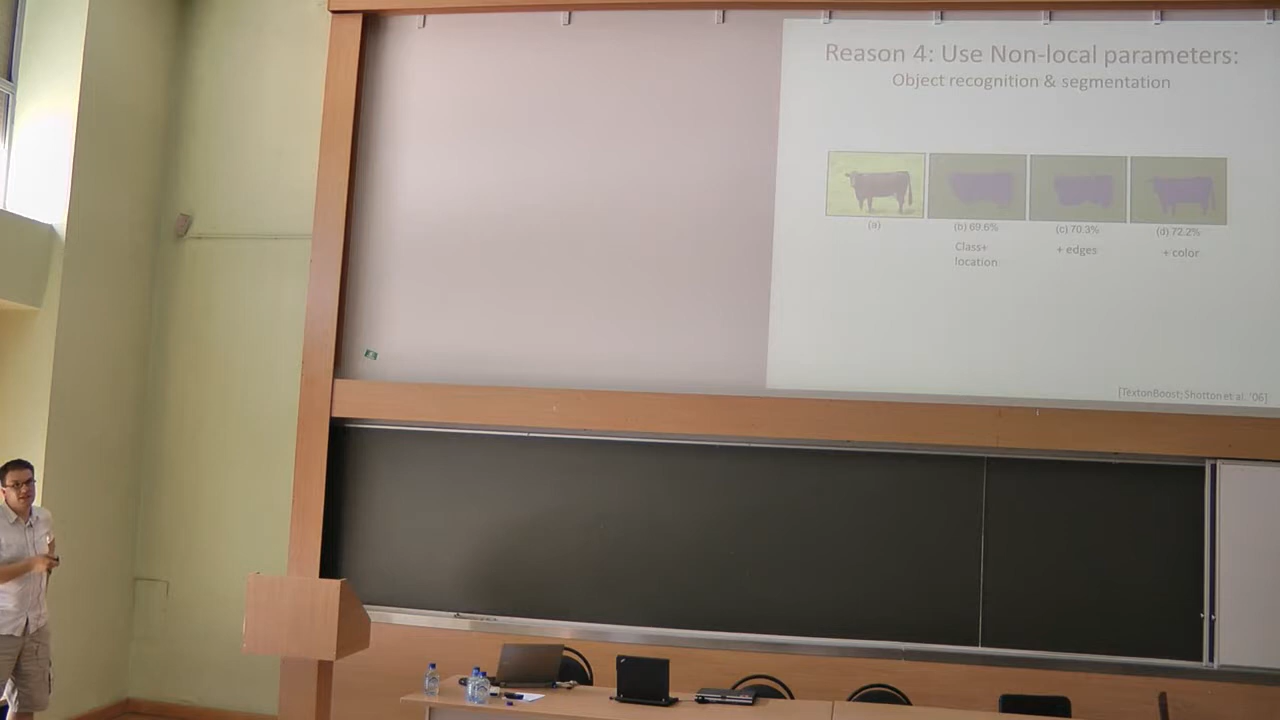 Reason 4: Use Non-local parameters:
Object recognition & segmentation
(a)
(b) 69.6%
(c) 70.3%
(d) 72.2%
Class+
location
+ edges
+ color
[TextonBoost; Shotton et al. '06]